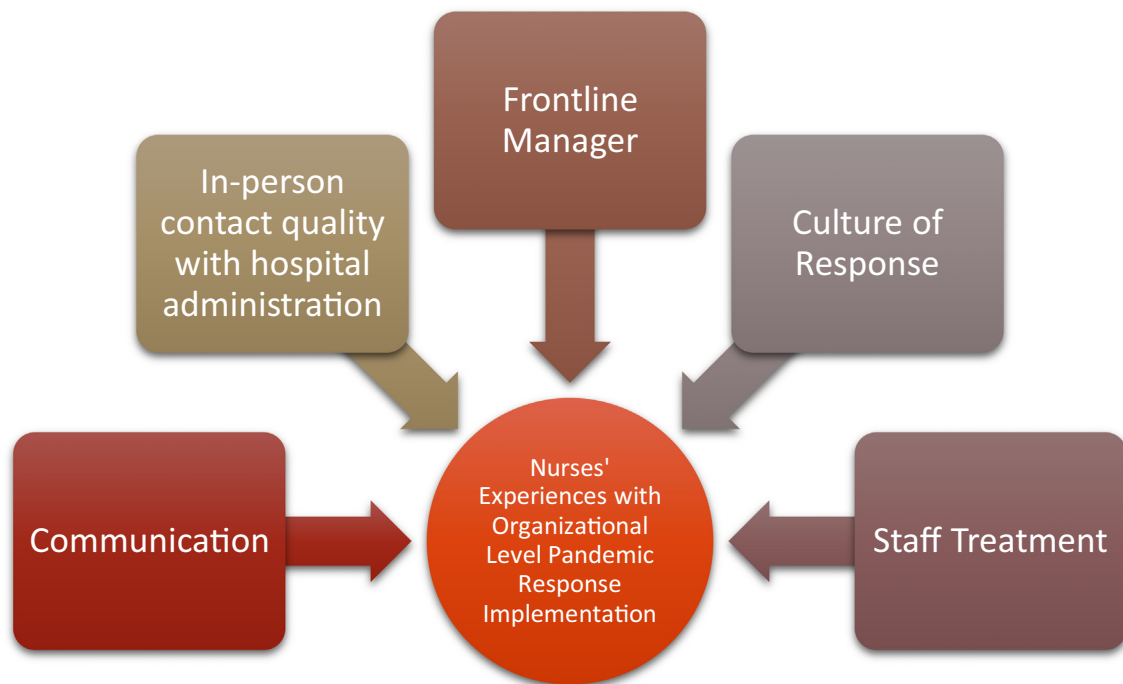 Frontline
Manager
In-person
contact quality
with hospital
administration
Culture of
Response
Communication
Nurses'
Experiences with
Organizational
Level Pandemic
Response
Implementation
Staff Treatment